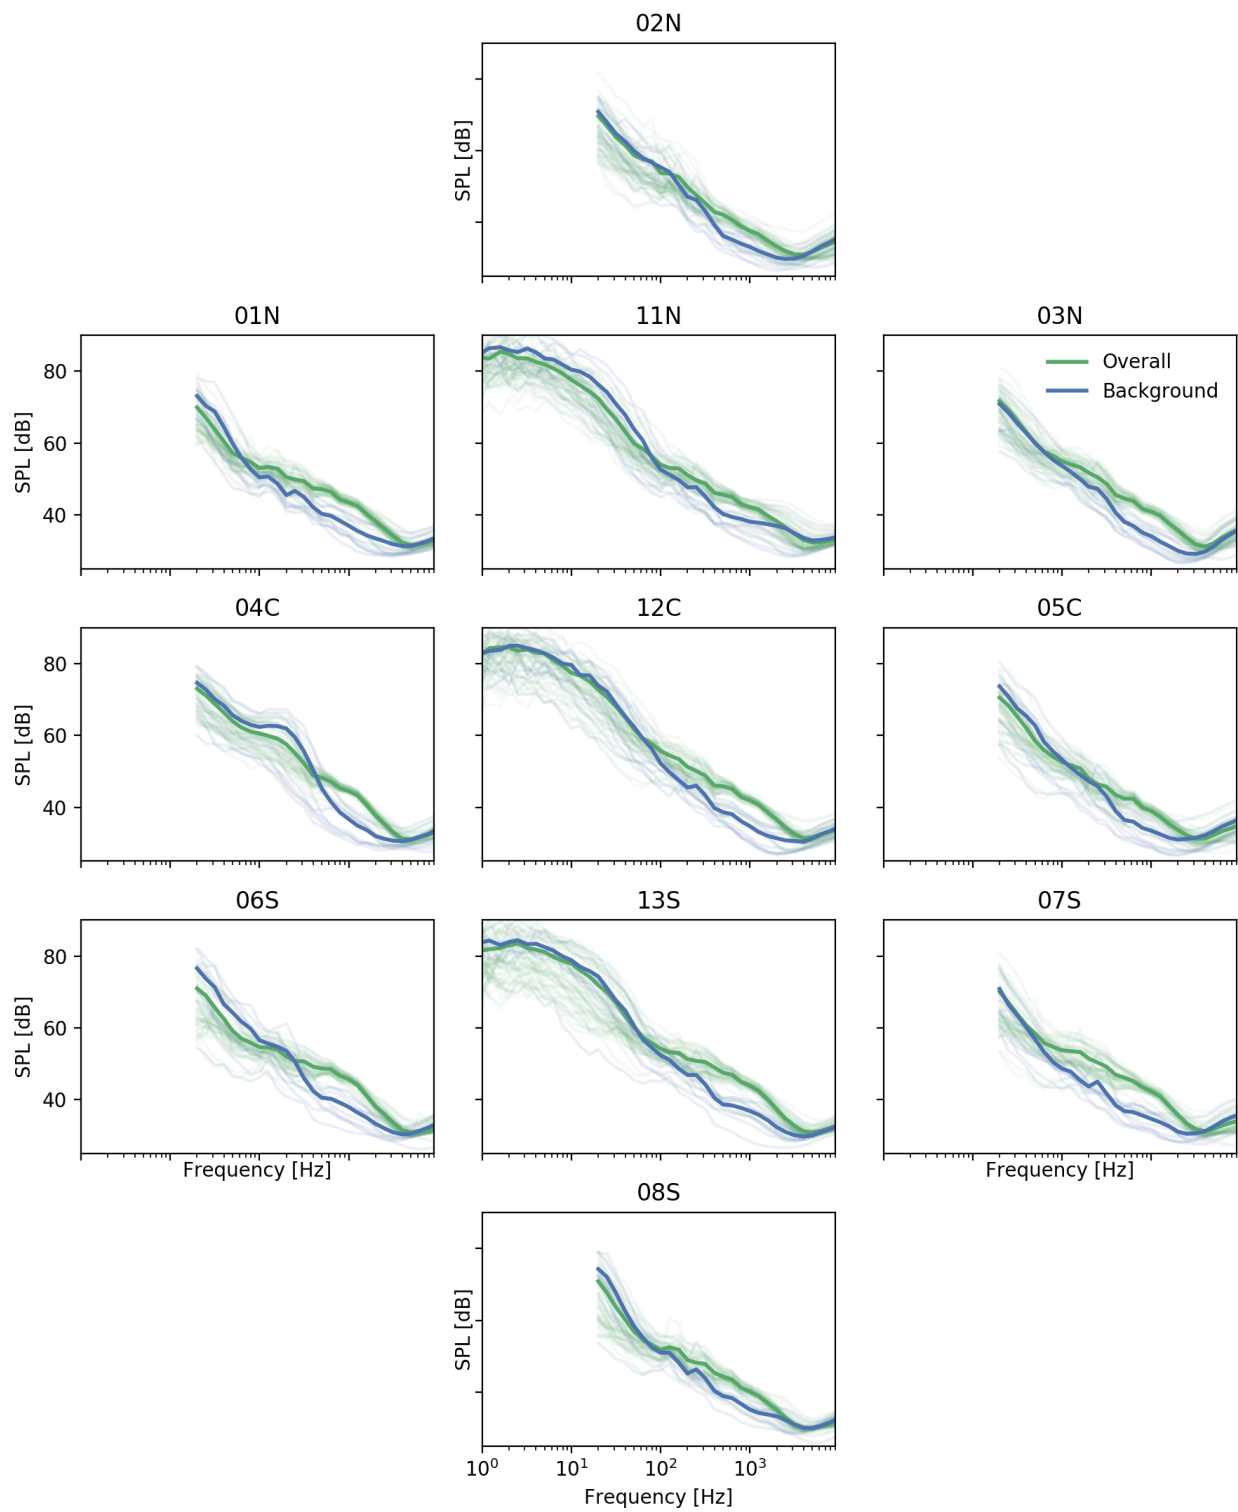 02N
SPL [dB]
01N
11N
03N
80
60
40
SPL [dB]
Overall
Background
04C
12C
05C
80
60
40
SPL [dB]
06S
13S
07S
80
60
40
SPL [dB]
Frequency [Hz]
Frequency [Hz]
08S
SPL [dB]
10⁰ 10¹ 10² 10³
Frequency [Hz]